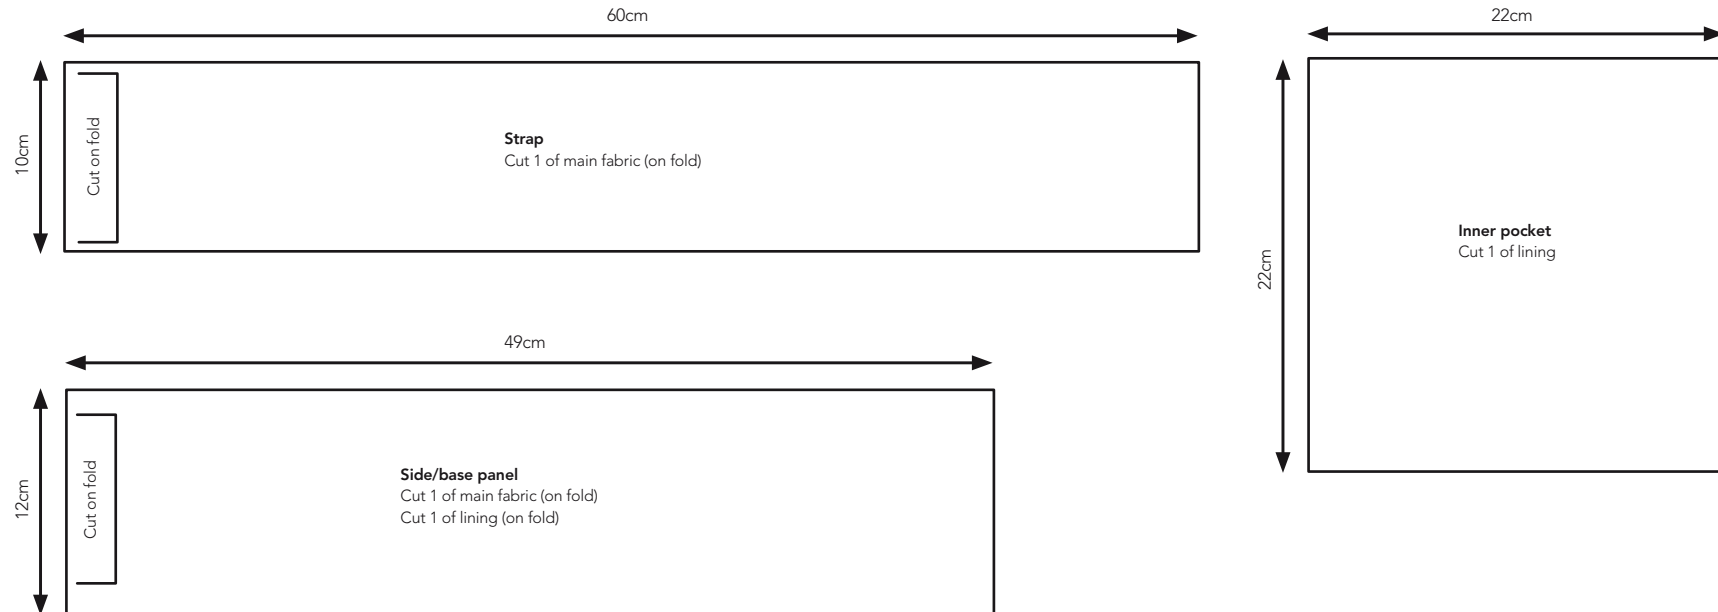 60cm
10cm
Cut on fold
Strap
Cut 1 of main fabric (on fold)
22cm
22cm
Inner pocket
Cut 1 of lining
49cm
12cm
Cut on fold
Side/base panel
Cut 1 of main fabric (on fold)
Cut 1 of lining (on fold)